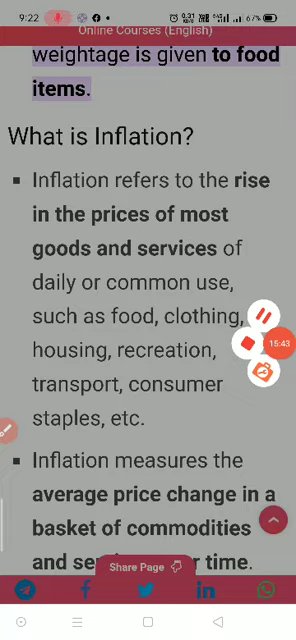 9:22
67%
Online Courses (English)
weightage is given to food
items.
What is Inflation?
▪ Inflation refers to the rise
in the prices of most
goods and services of
daily or common use,
such as food, clothing,
housing, recreation,
15:43
transport, consumer
staples, etc.
▪ Inflation measures the
average price change in a
basket of commodities
and time.
Share Page